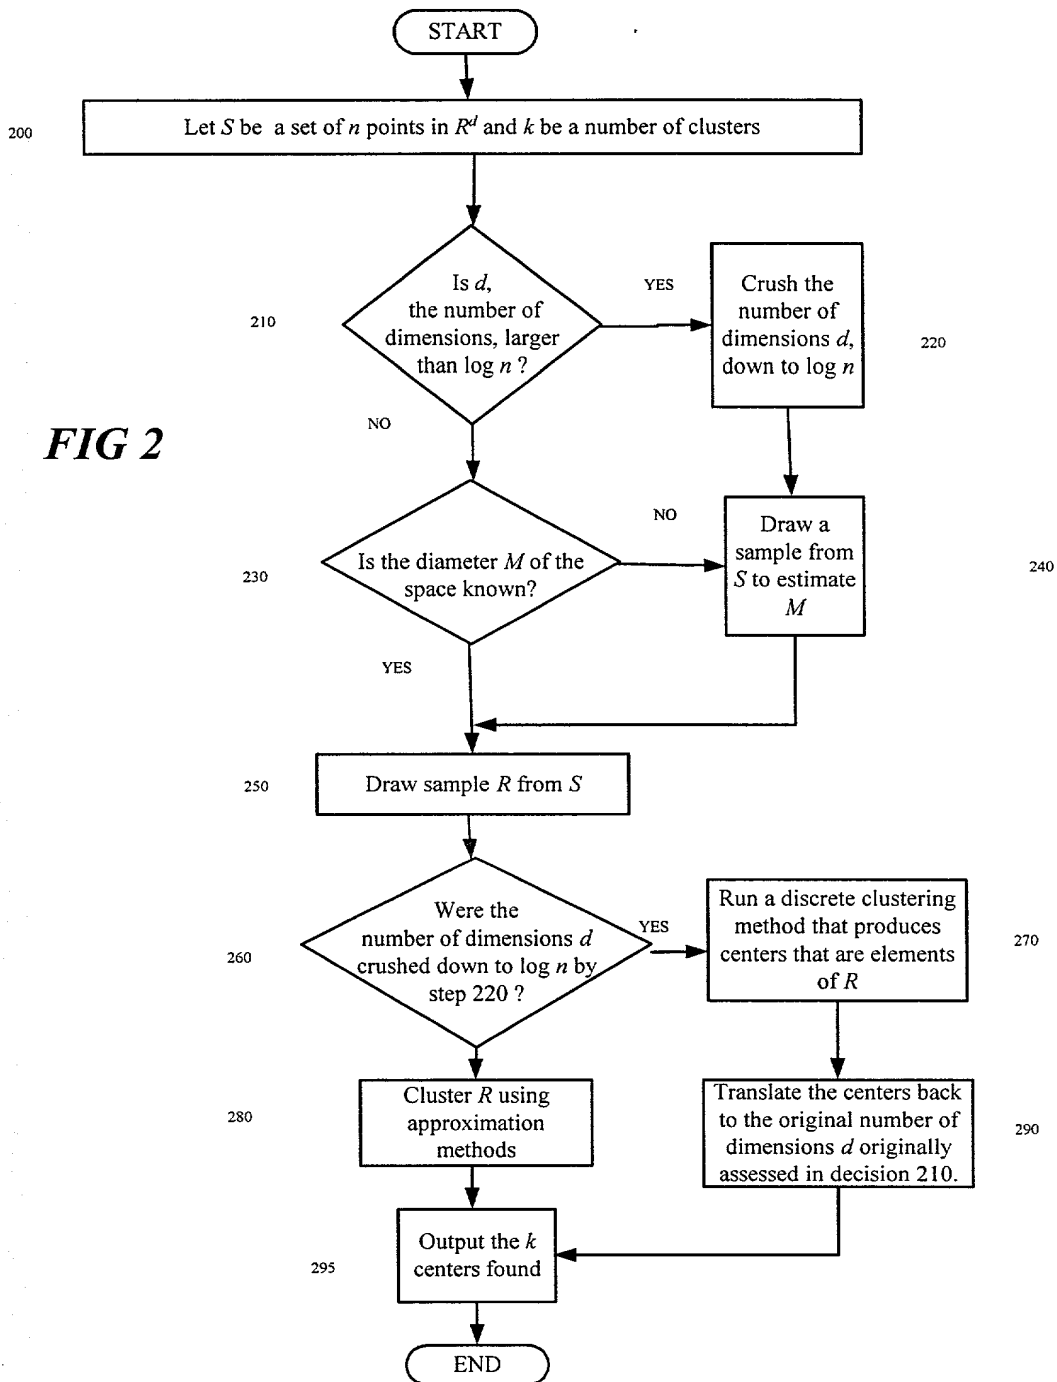 START
200
Let S be a set of n points in R^d and k be a number of clusters
210
Is d,
the number of
dimensions, larger
than log n ?
YES
Crush the
number of
dimensions d,
down to log n
220
NO
FIG 2
230
Is the diameter M of the
space known?
NO
Draw a
sample from
S to estimate
M
240
YES
250
Draw sample R from S
260
Were the
number of dimensions d
crushed down to log n by
step 220 ?
YES
Run a discrete clustering
method that produces
centers that are elements
of R
270
280
Cluster R using
approximation
methods
Translate the centers back
to the original number of
dimensions d originally
assessed in decision 210.
290
295
Output the k
centers found
END